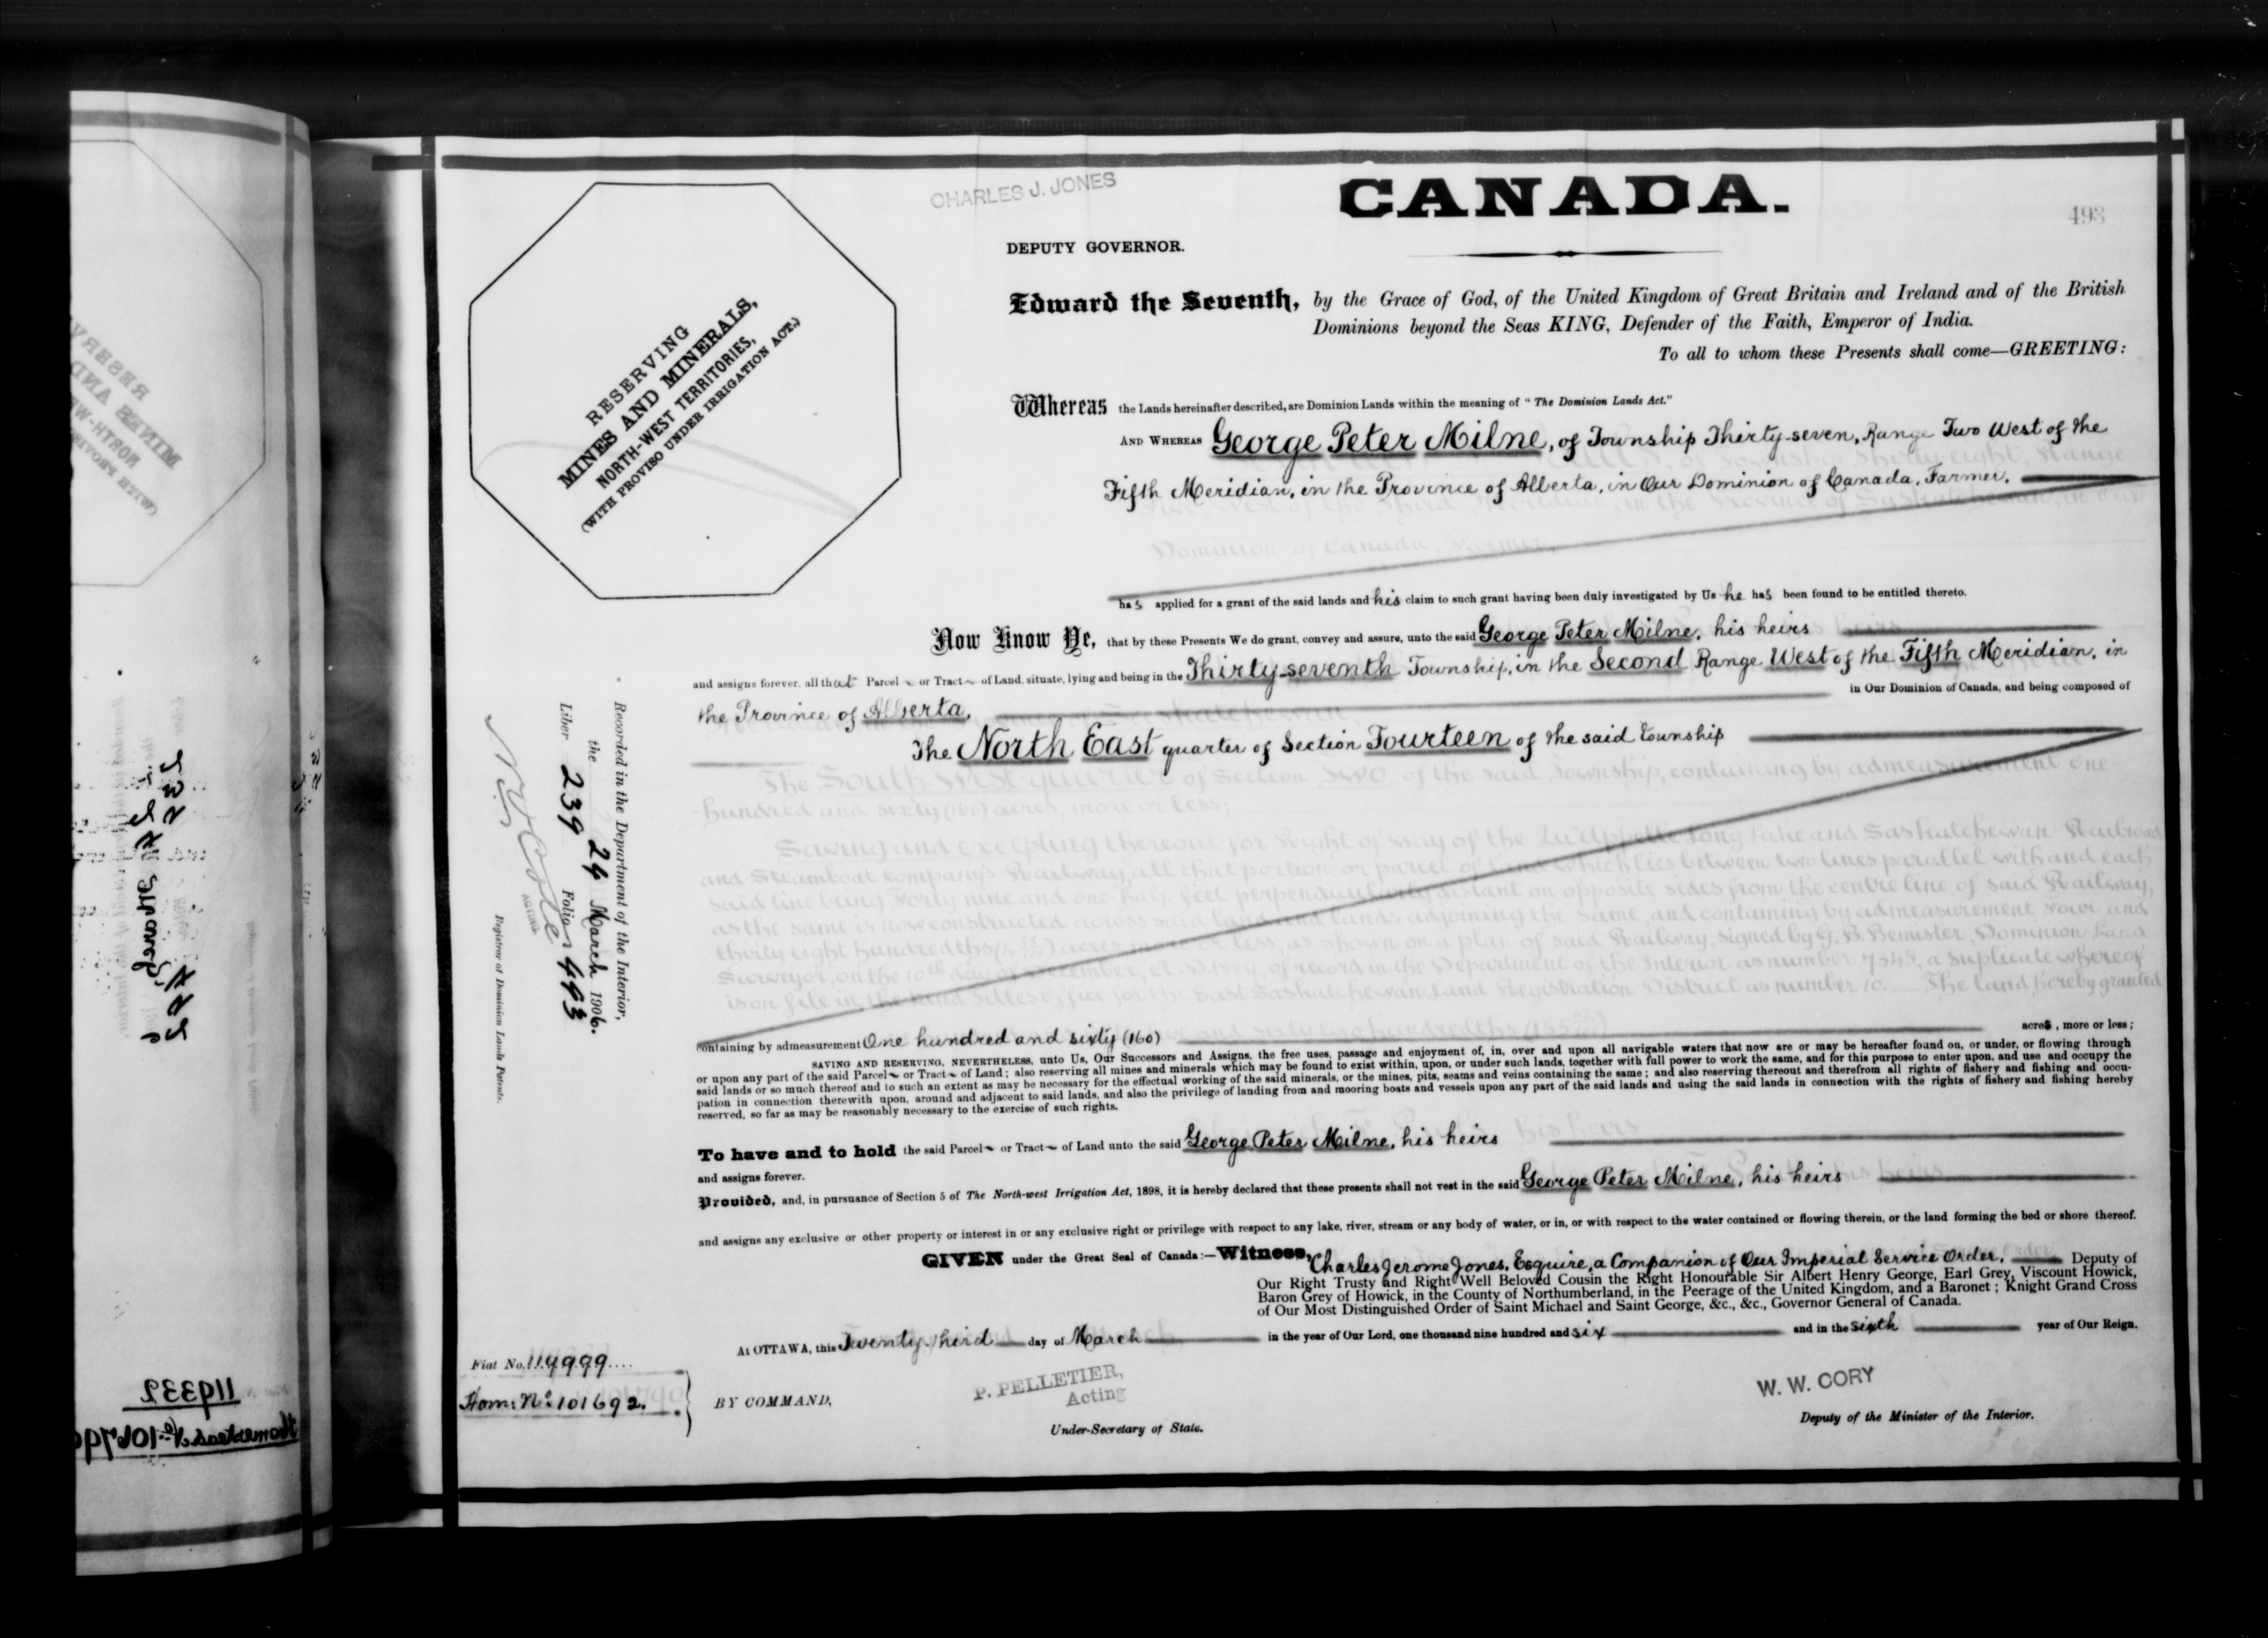 CHARLES J. JONES
CANADA.
493
DEPUTY GOVERNOR.
RESERVING
MINES AND MINERALS,
NORTH-WEST TERRITORIES,
(WITH PROVISO UNDER IRRIGATION ACT.)
Edward the Seventh, by the Grace of God, of the United Kingdom of Great Britain and Ireland and of the British
Dominions beyond the Seas KING, Defender of the Faith, Emperor of India.
To all to whom these Presents shall come—GREETING:
Whereas the Lands hereinafter described, are Dominion Lands within the meaning of "The Dominion Lands Act."
AND WHEREAS George Peter Milne, of Township Thirty-seven, Range Two West of the
Fifth Meridian, in the Province of Alberta, in Our Dominion of Canada, Farmer.
has applied for a grant of the said lands and his claim to such grant having been duly investigated by Us he has been found to be entitled thereto.
Now Know Ye, that by these Presents We do grant, convey and assure, unto the said George Peter Milne, his heirs
and assigns forever, all that Parcel or Tract of Land, situate, lying and being in the Thirty-seventh Township, in the Second Range West of the Fifth Meridian, in
the Province of Alberta, in Our Dominion of Canada, and being composed of
The North East quarter of Section Fourteen of the said Township
containing by admeasurement One hundred and sixty (160) acres, more or less;
SAVING AND RESERVING, NEVERTHELESS, unto Us, Our Successors and Assigns, the free uses, passage and enjoyment of, in, over and upon all navigable waters that now are or may be hereafter found on, or under, or flowing through
or upon any part of the said Parcel or Tract of Land; also reserving all mines and minerals which may be found to exist within, upon, or under such lands, together with full power to work the same, and for this purpose to enter upon, and use and occupy the
said lands or so much thereof and to such an extent as may be necessary for the effectual working of the said minerals, or the mines, pits, seams and veins containing the same; and also reserving thereout and therefrom all rights of fishery and fishing and occu-
pation in connection therewith upon, around and adjacent to said lands, and also the privilege of landing from and mooring boats and vessels upon any part of the said lands and using the said lands in connection with the rights of fishery and fishing hereby
reserved, so far as may be reasonably necessary to the exercise of such rights.
To have and to hold the said Parcel or Tract of Land unto the said George Peter Milne, his heirs
and assigns forever.
Provided, and, in pursuance of Section 5 of The North-west Irrigation Act, 1898, it is hereby declared that these presents shall not vest in the said George Peter Milne, his heirs
and assigns any exclusive or other property or interest in or any exclusive right or privilege with respect to any lake, river, stream or any body of water, or in, or with respect to the water contained or flowing therein, or the land forming the bed or shore thereof.
GIVEN under the Great Seal of Canada:—Witness, Charles Jerome Jones, Esquire, a Companion of Our Imperial Service Order. Deputy of
Our Right Trusty and Right Well Beloved Cousin the Right Honourable Sir Albert Henry George, Earl Grey, Viscount Howick,
Baron Grey of Howick, in the County of Northumberland, in the Peerage of the United Kingdom, and a Baronet; Knight Grand Cross
of Our Most Distinguished Order of Saint Michael and Saint George, &c., &c., Governor General of Canada.
At OTTAWA, this Twenty-third day of March in the year of Our Lord, one thousand nine hundred and six and in the Sixth year of Our Reign.
Fiat No. 114999
Hom: No: 101692.
BY COMMAND,
P. PELLETIER,
Acting
Under-Secretary of State.
W. W. CORY
Deputy of the Minister of the Interior.
Recorded in the Department of the Interior,
the 24 March 1906.
Liber 239 Folio 493
ACTING
Registrar of Dominion Lands Patents.
119332